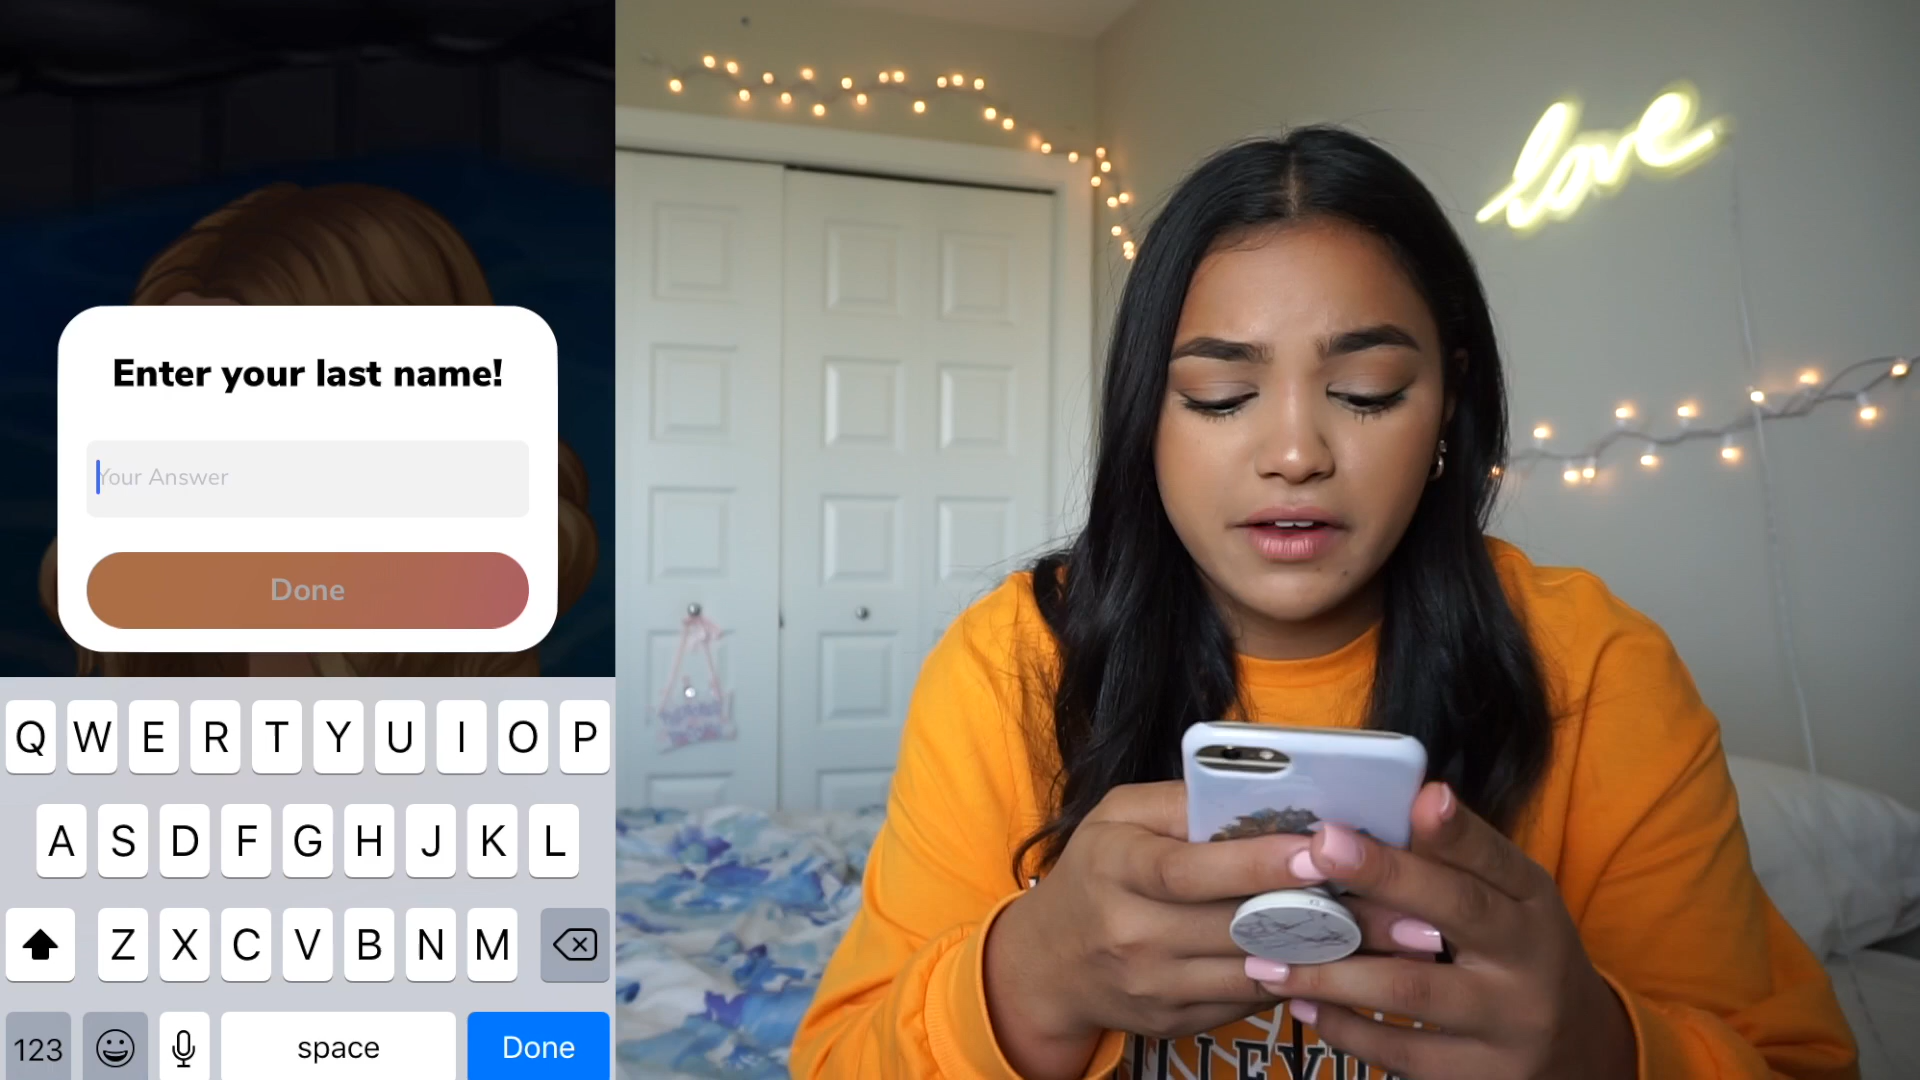 Enter your last name!
Your Answer
Done
Q W E R T Y U I O P
A S D F G H J K L
Z X C V B N M
123 space Done
love